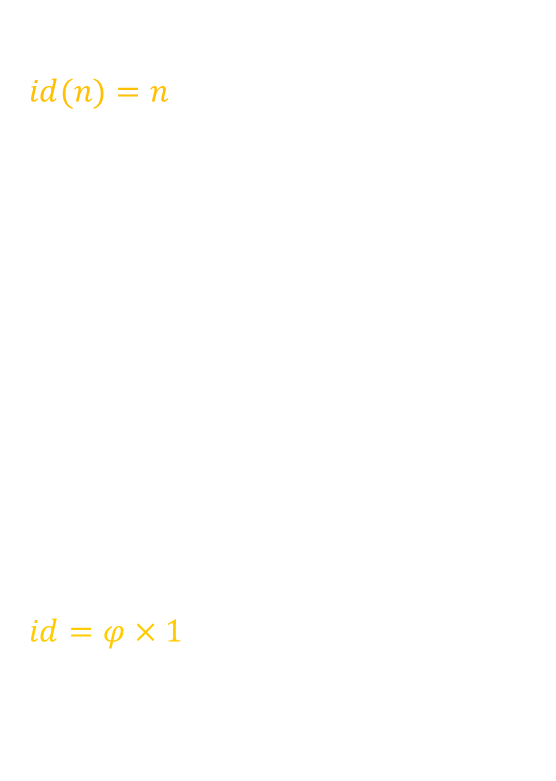 id(n) = n
id = φ × 1